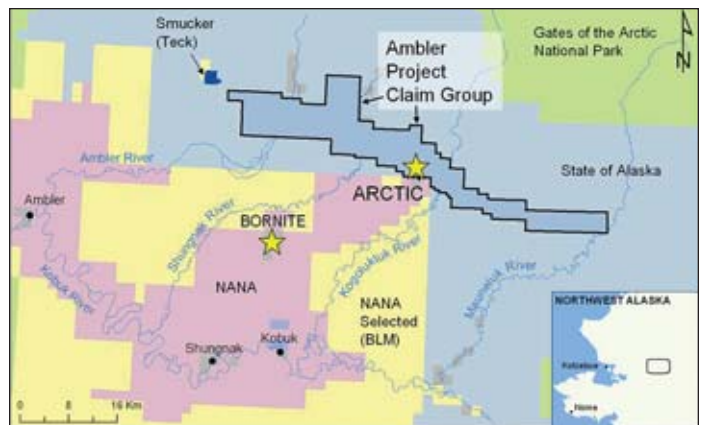 Smucker
(Teck)
Gates of the Arctic
National Park
N
Ambler
Project
Claim Group
Ambler River
State of Alaska
Ambler
ARCTIC
Shungnak River
BORNITE
Kogoluktuk River
Mauneluk River
Kobuk River
NANA
NANA
Selected
(BLM)
NORTHWEST ALASKA
Shungnak
Kobuk
Kotzebue
Nome
0 8 16 Km